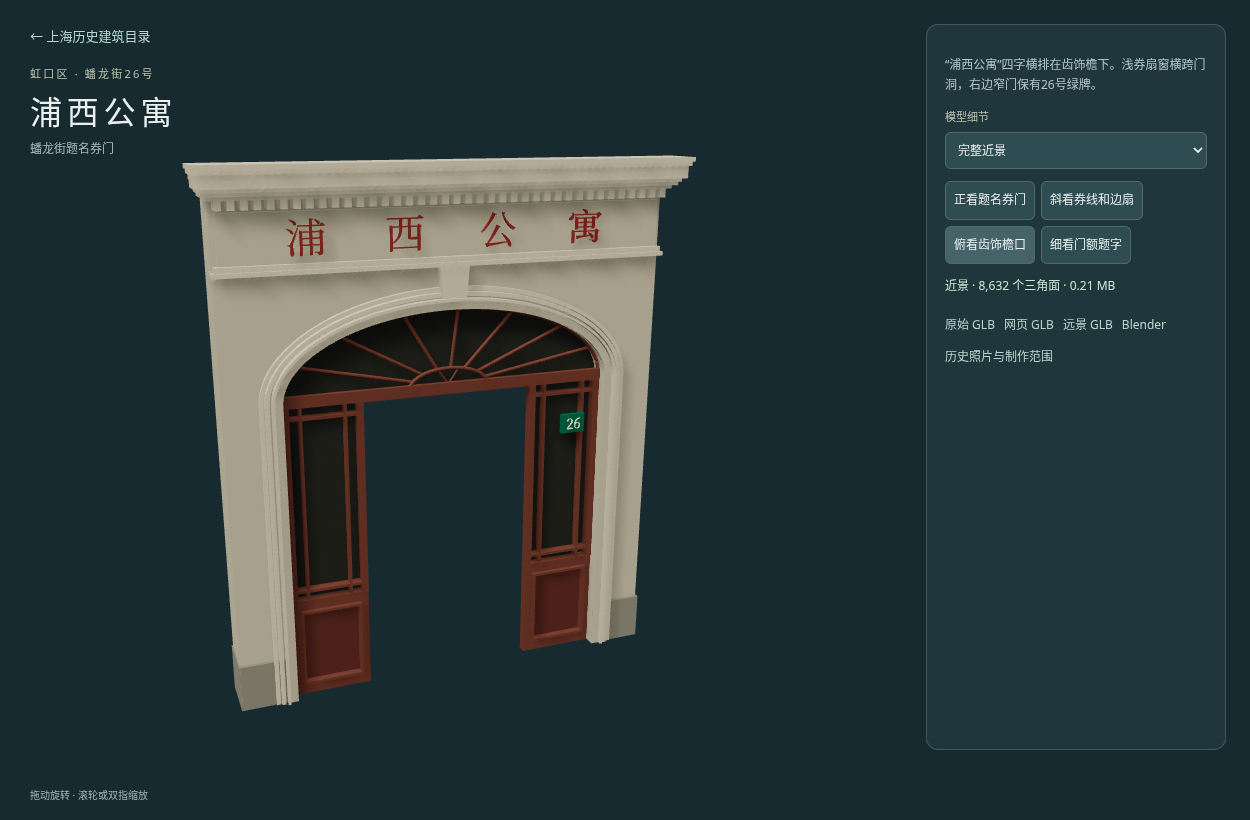 ← 上海历史建筑目录
虹口区 · 蟠龙街26号
浦西公寓
蟠龙街题名券门
浦西公寓
26
“浦西公寓”四字横排在齿饰檐下。浅券扇窗横跨门
洞，右边窄门保有26号绿牌。
模型细节
完整近景
正看题名券门 斜看券线和边扇
俯看齿饰檐口 细看门额题字
近景 · 8,632 个三角面 · 0.21 MB
原始 GLB 网页 GLB 远景 GLB Blender
历史照片与制作范围
拖动旋转 · 滚轮或双指缩放